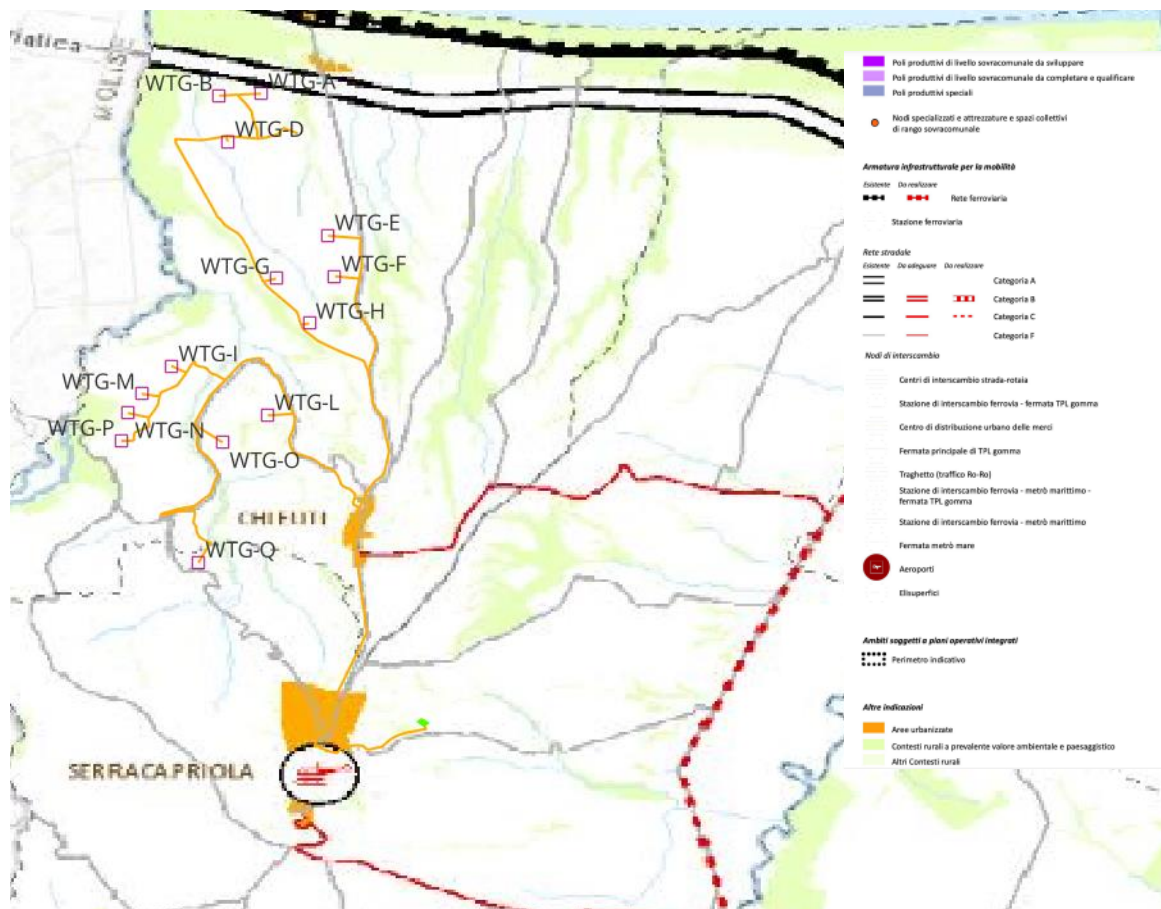 MOLISE
WTG-B
WTG-A
WTG-D
WTG-E
WTG-G
WTG-F
WTG-H
WTG-I
WTG-M
WTG-L
WTG-P
WTG-N
WTG-O
CHIEUTI
WTG-Q
SERRACAPRIOLA
Poli produttivi di livello sovracomunale da sviluppare
Poli produttivi di livello sovracomunale da completare e qualificare
Poli produttivi speciali
Nodi specializzati e attrezzature e spazi collettivi
di rango sovracomunale
Armatura infrastrutturale per la mobilità
Esistente Da realizzare
Rete ferroviaria
Stazione ferroviaria
Rete stradale
Esistente Da adeguare Da realizzare
Categoria A
Categoria B
Categoria C
Categoria F
Nodi di interscambio
Centri di interscambio strada-rotaia
Stazione di interscambio ferrovia - fermata TPL gomma
Centro di distribuzione urbano delle merci
Fermata principale di TPL gomma
Traghetto (traffico Ro-Ro)
Stazione di interscambio ferrovia - metrò marittimo -
fermata TPL gomma
Stazione di interscambio ferrovia - metrò marittimo
Fermata metrò mare
Aeroporti
Elisuperfici
Ambiti soggetti a piani operativi integrati
Perimetro indicativo
Altre indicazioni
Aree urbanizzate
Contesti rurali a prevalente valore ambientale e paesaggistico
Altri Contesti rurali